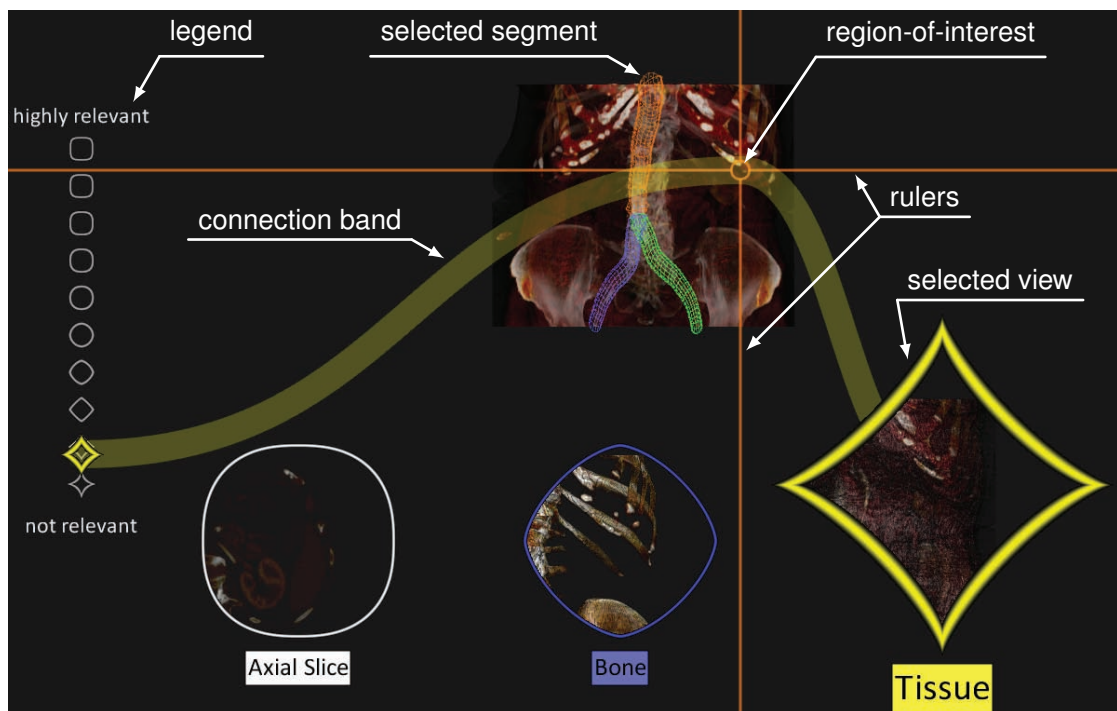 legend
selected segment
region-of-interest
highly relevant
connection band
rulers
selected view
not relevant
Axial Slice
Bone
Tissue